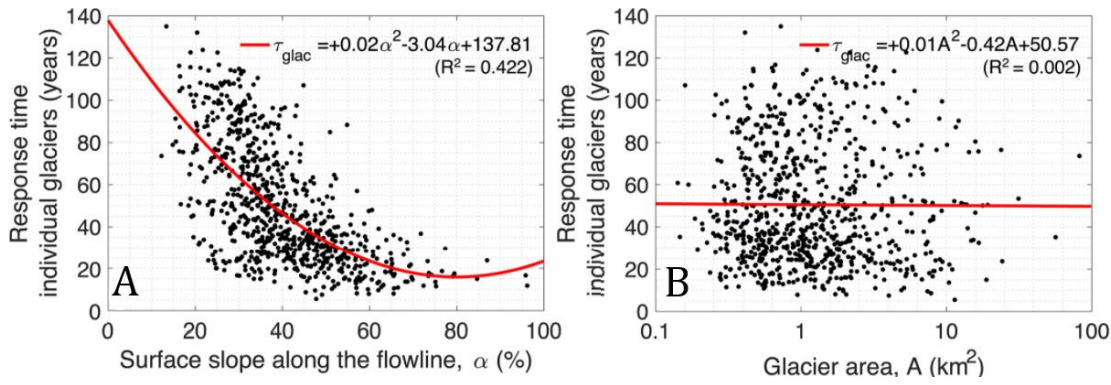 140
120
100
80
60
40
20
0
Response time
individual glaciers (years)
τglac=+0.02α²-3.04α+137.81
(R² = 0.422)
A
0 20 40 60 80 100
Surface slope along the flowline, α (%)
140
120
100
80
60
40
20
0
Response time
individual glaciers (years)
τglac=+0.01A²-0.42A+50.57
(R² = 0.002)
B
0.1 1 10 100
Glacier area, A (km²)